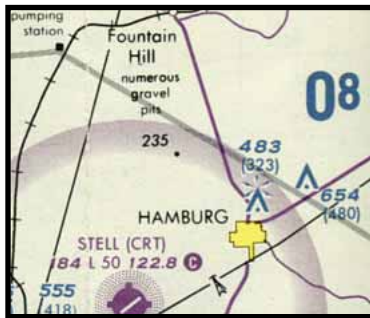 pumping
station
Fountain
Hill
numerous
gravel
pits
235
08
483
(323)
654
(480)
HAMBURG
STELL (CRT)
184 L 50 122.8 C
555
(418)